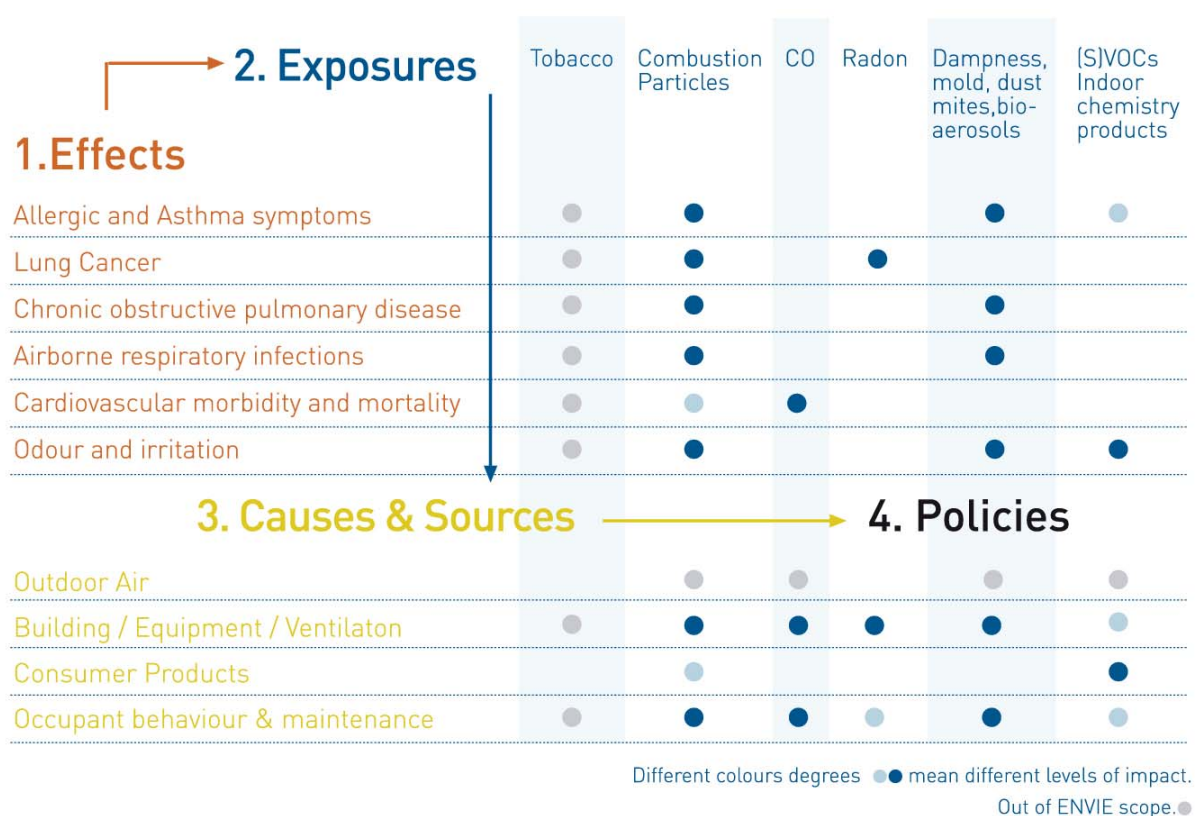 2. Exposures
Tobacco
Combustion
Particles
CO
Radon
Dampness,
mold, dust
mites,bio-
aerosols
(S)VOCs
Indoor
chemistry
products
1.Effects
Allergic and Asthma symptoms
Lung Cancer
Chronic obstructive pulmonary disease
Airborne respiratory infections
Cardiovascular morbidity and mortality
Odour and irritation
3. Causes & Sources
4. Policies
Outdoor Air
Building / Equipment / Ventilaton
Consumer Products
Occupant behaviour & maintenance
Different colours degrees mean different levels of impact.
Out of ENVIE scope.